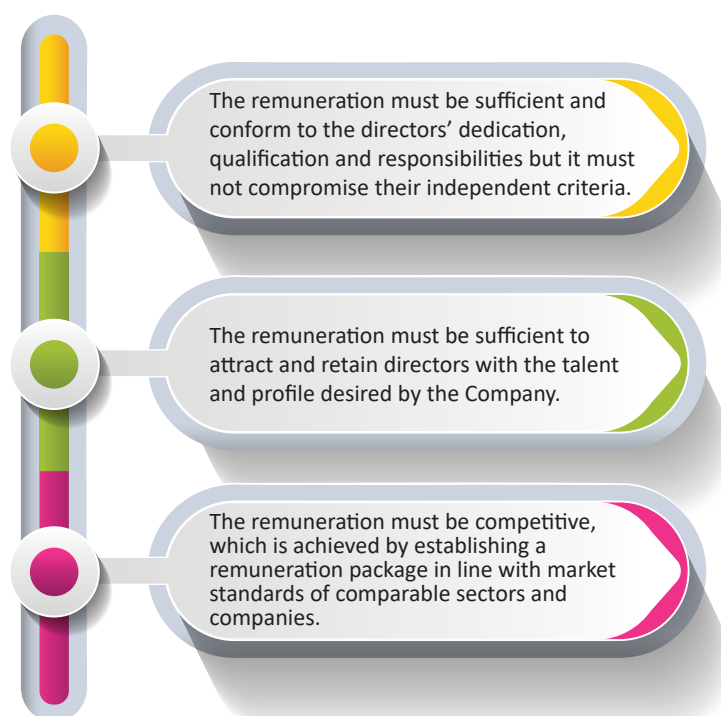 The remuneration must be sufficient and
conform to the directors’ dedication,
qualification and responsibilities but it must
not compromise their independent criteria.
The remuneration must be sufficient to
attract and retain directors with the talent
and profile desired by the Company.
The remuneration must be competitive,
which is achieved by establishing a
remuneration package in line with market
standards of comparable sectors and
companies.